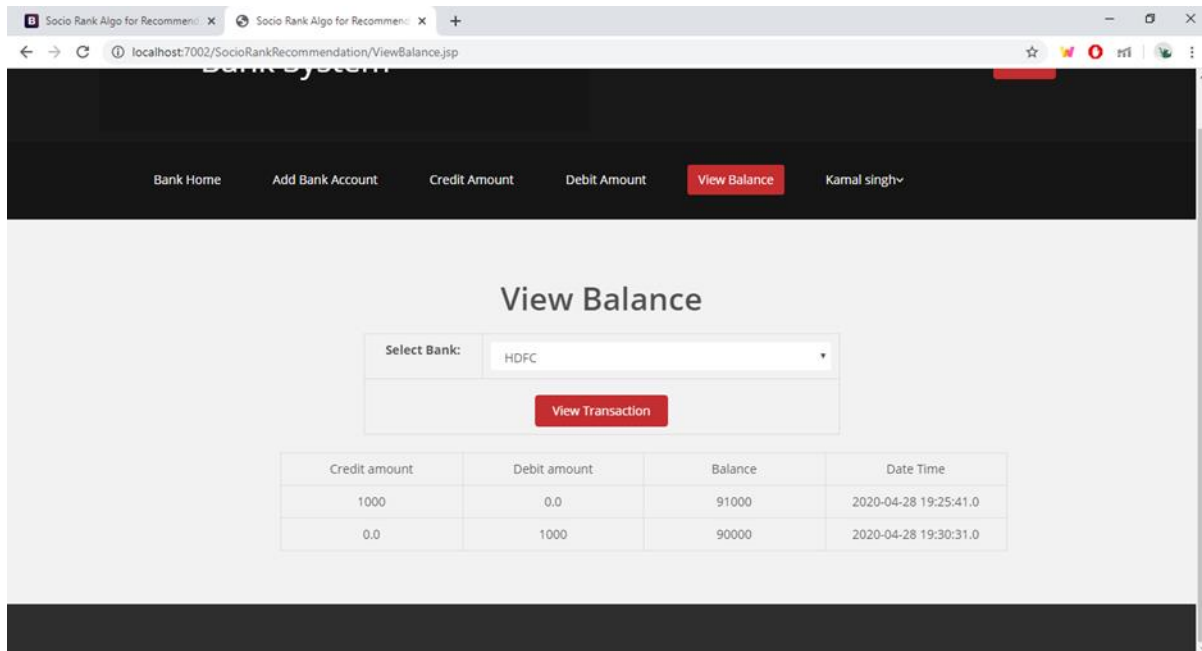 Socio Rank Algo for Recommend
Socio Rank Algo for Recommend
localhost:7002/SocioRankRecommendation/ViewBalance.jsp
Bank System
Bank Home Add Bank Account Credit Amount Debit Amount View Balance Kamal singh
View Balance
Select Bank: HDFC
View Transaction
Credit amount Debit amount Balance Date Time
1000 0.0 91000 2020-04-28 19:25:41.0
0.0 1000 90000 2020-04-28 19:30:31.0